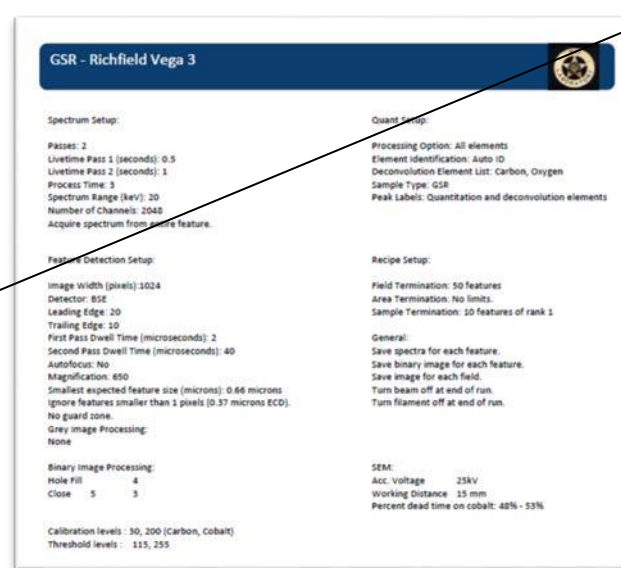 GSR - Richfield Vega 3
LABORATORY
Spectrum Setup:
Passes: 2
Livetime Pass 1 (seconds): 0.5
Livetime Pass 2 (seconds): 1
Process Time: 3
Spectrum Range (keV): 20
Number of Channels: 2048
Acquire spectrum from entire feature.
Quant Setup:
Processing Option: All elements
Element Identification: Auto ID
Deconvolution Element List: Carbon, Oxygen
Sample Type: GSR
Peak Labels: Quantitation and deconvolution elements
Feature Detection Setup:
Image Width (pixels):1024
Detector: BSE
Leading Edge: 20
Trailing Edge: 10
First Pass Dwell Time (microseconds): 2
Second Pass Dwell Time (microseconds): 40
Autofocus: No
Magnification: 650
Smallest expected feature size (microns): 0.66 microns
Ignore features smaller than 1 pixels (0.37 microns ECD).
No guard zone.
Grey Image Processing:
None
Recipe Setup:
Field Termination: 50 features
Area Termination: No limits.
Sample Termination: 10 features of rank 1
General:
Save spectra for each feature.
Save binary image for each feature.
Save image for each field.
Turn beam off at end of run.
Turn filament off at end of run.
Binary Image Processing:
Hole Fill 4
Close 5 3
SEM:
Acc. Voltage 25kV
Working Distance 15 mm
Percent dead time on cobalt: 48% - 53%
Calibration levels : 30, 200 (Carbon, Cobalt)
Threshold levels : 115, 255